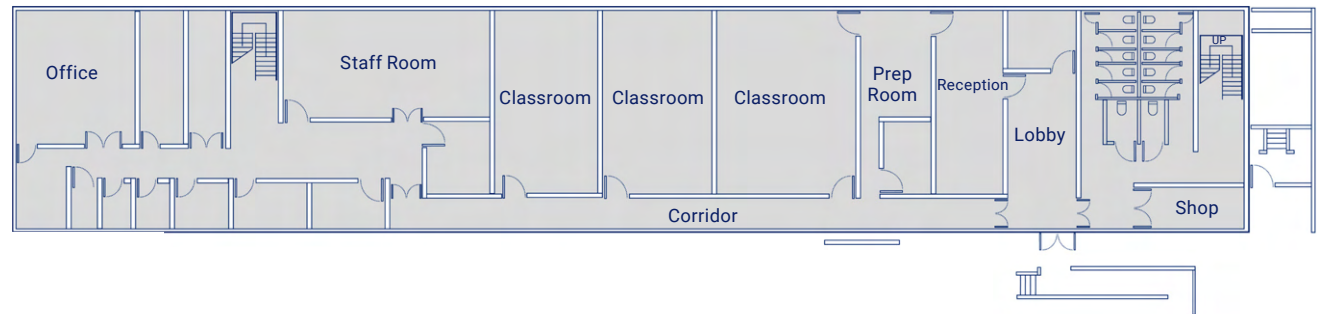 Office
Staff Room
Classroom
Classroom
Classroom
Prep
Room
Reception
Lobby
UP
Corridor
Shop